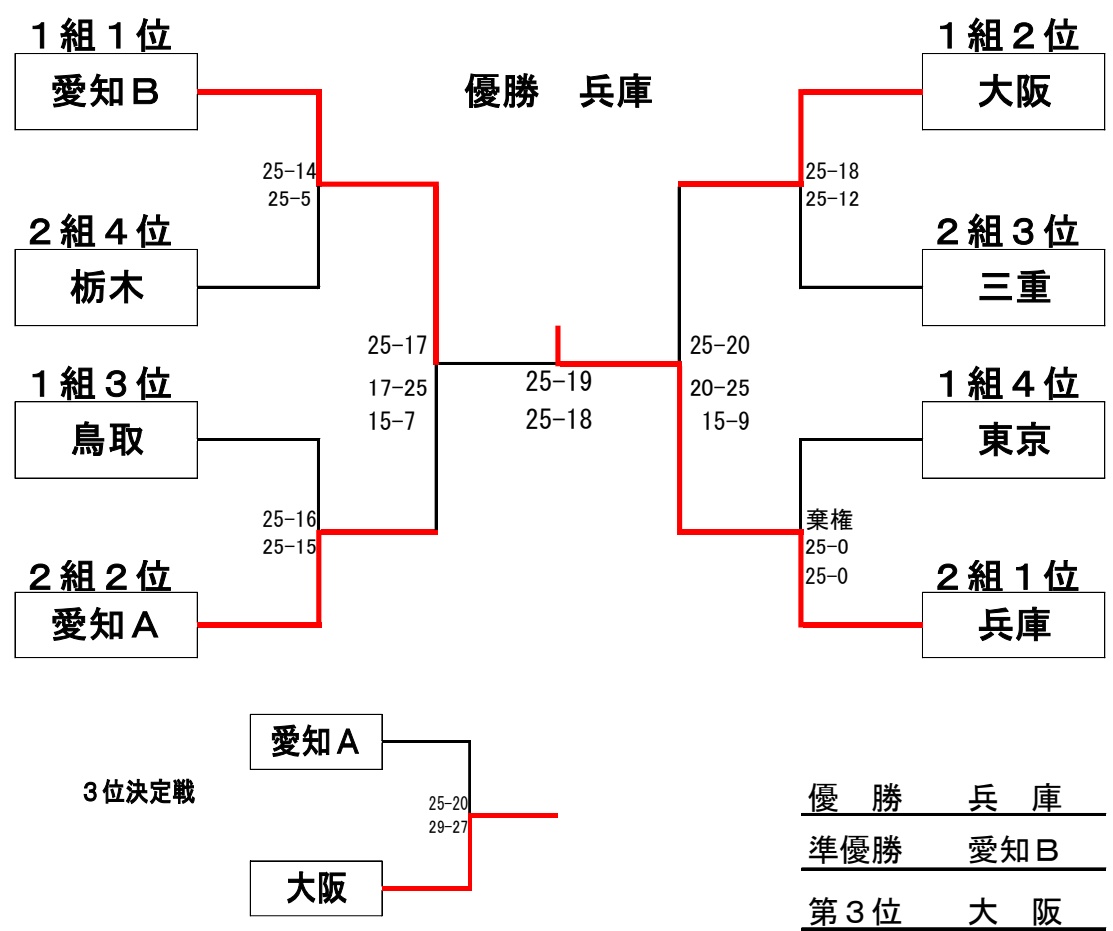 1組1位
愛知B
優勝　兵庫
1組2位
大阪
25-14
25-5
25-18
25-12
2組4位
栃木
2組3位
三重
25-17
17-25
15-7
25-19
25-18
25-20
20-25
15-9
1組3位
鳥取
1組4位
東京
25-16
25-15
棄権
25-0
25-0
2組2位
愛知A
2組1位
兵庫
3位決定戦
愛知A
25-20
29-27
大阪
優　勝　兵　庫
準優勝　愛知B
第3位　大　阪